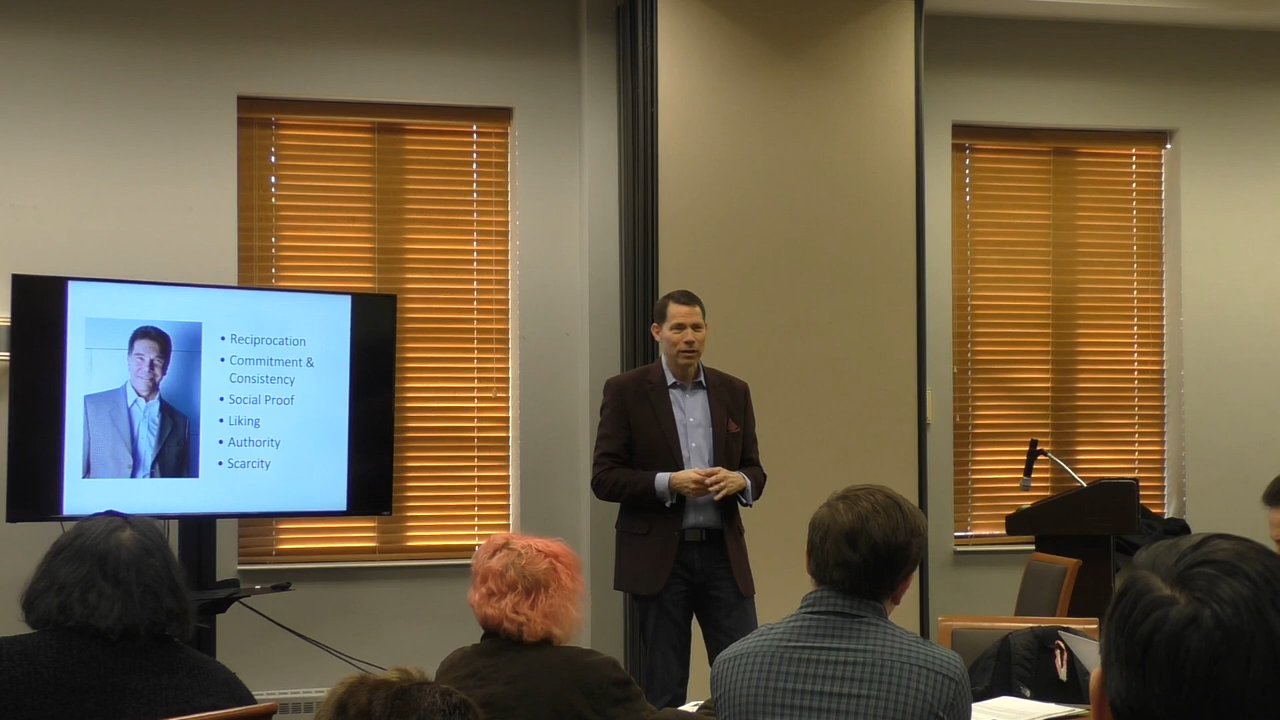 • Reciprocation
• Commitment &
Consistency
• Social Proof
• Liking
• Authority
• Scarcity